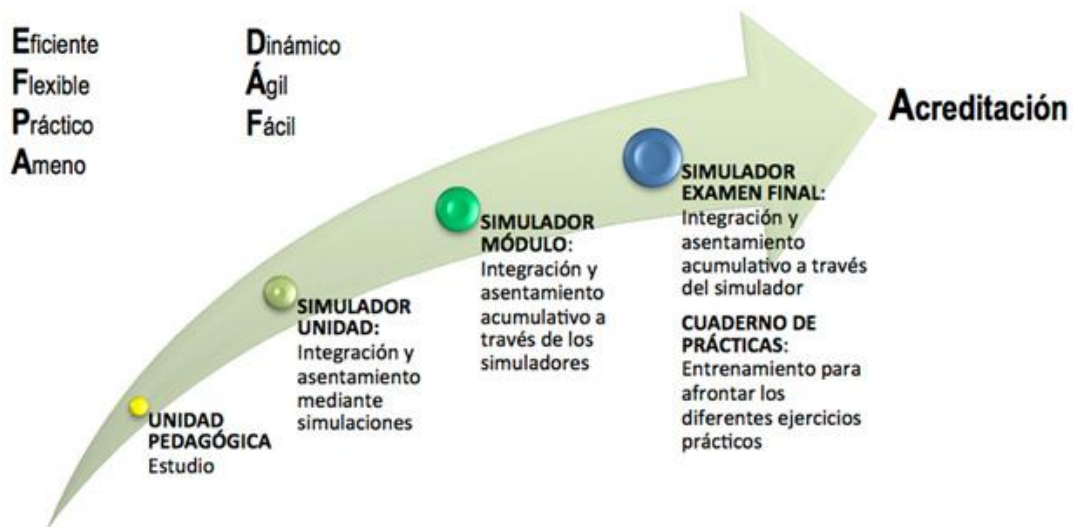 Eficiente
Flexible
Práctico
Ameno
Dinámico
Ágil
Fácil
Acreditación
UNIDAD
PEDAGÓGICA
Estudio
SIMULADOR
UNIDAD:
Integración y
asentamiento
mediante
simulaciones
SIMULADOR
MÓDULO:
Integración y
asentamiento
acumulativo a
través de los
simuladores
SIMULADOR
EXAMEN FINAL:
Integración y
asentamiento
acumulativo a través
del simulador
CUADERNO DE
PRÁCTICAS:
Entrenamiento para
afrontar los
diferentes ejercicios
prácticos